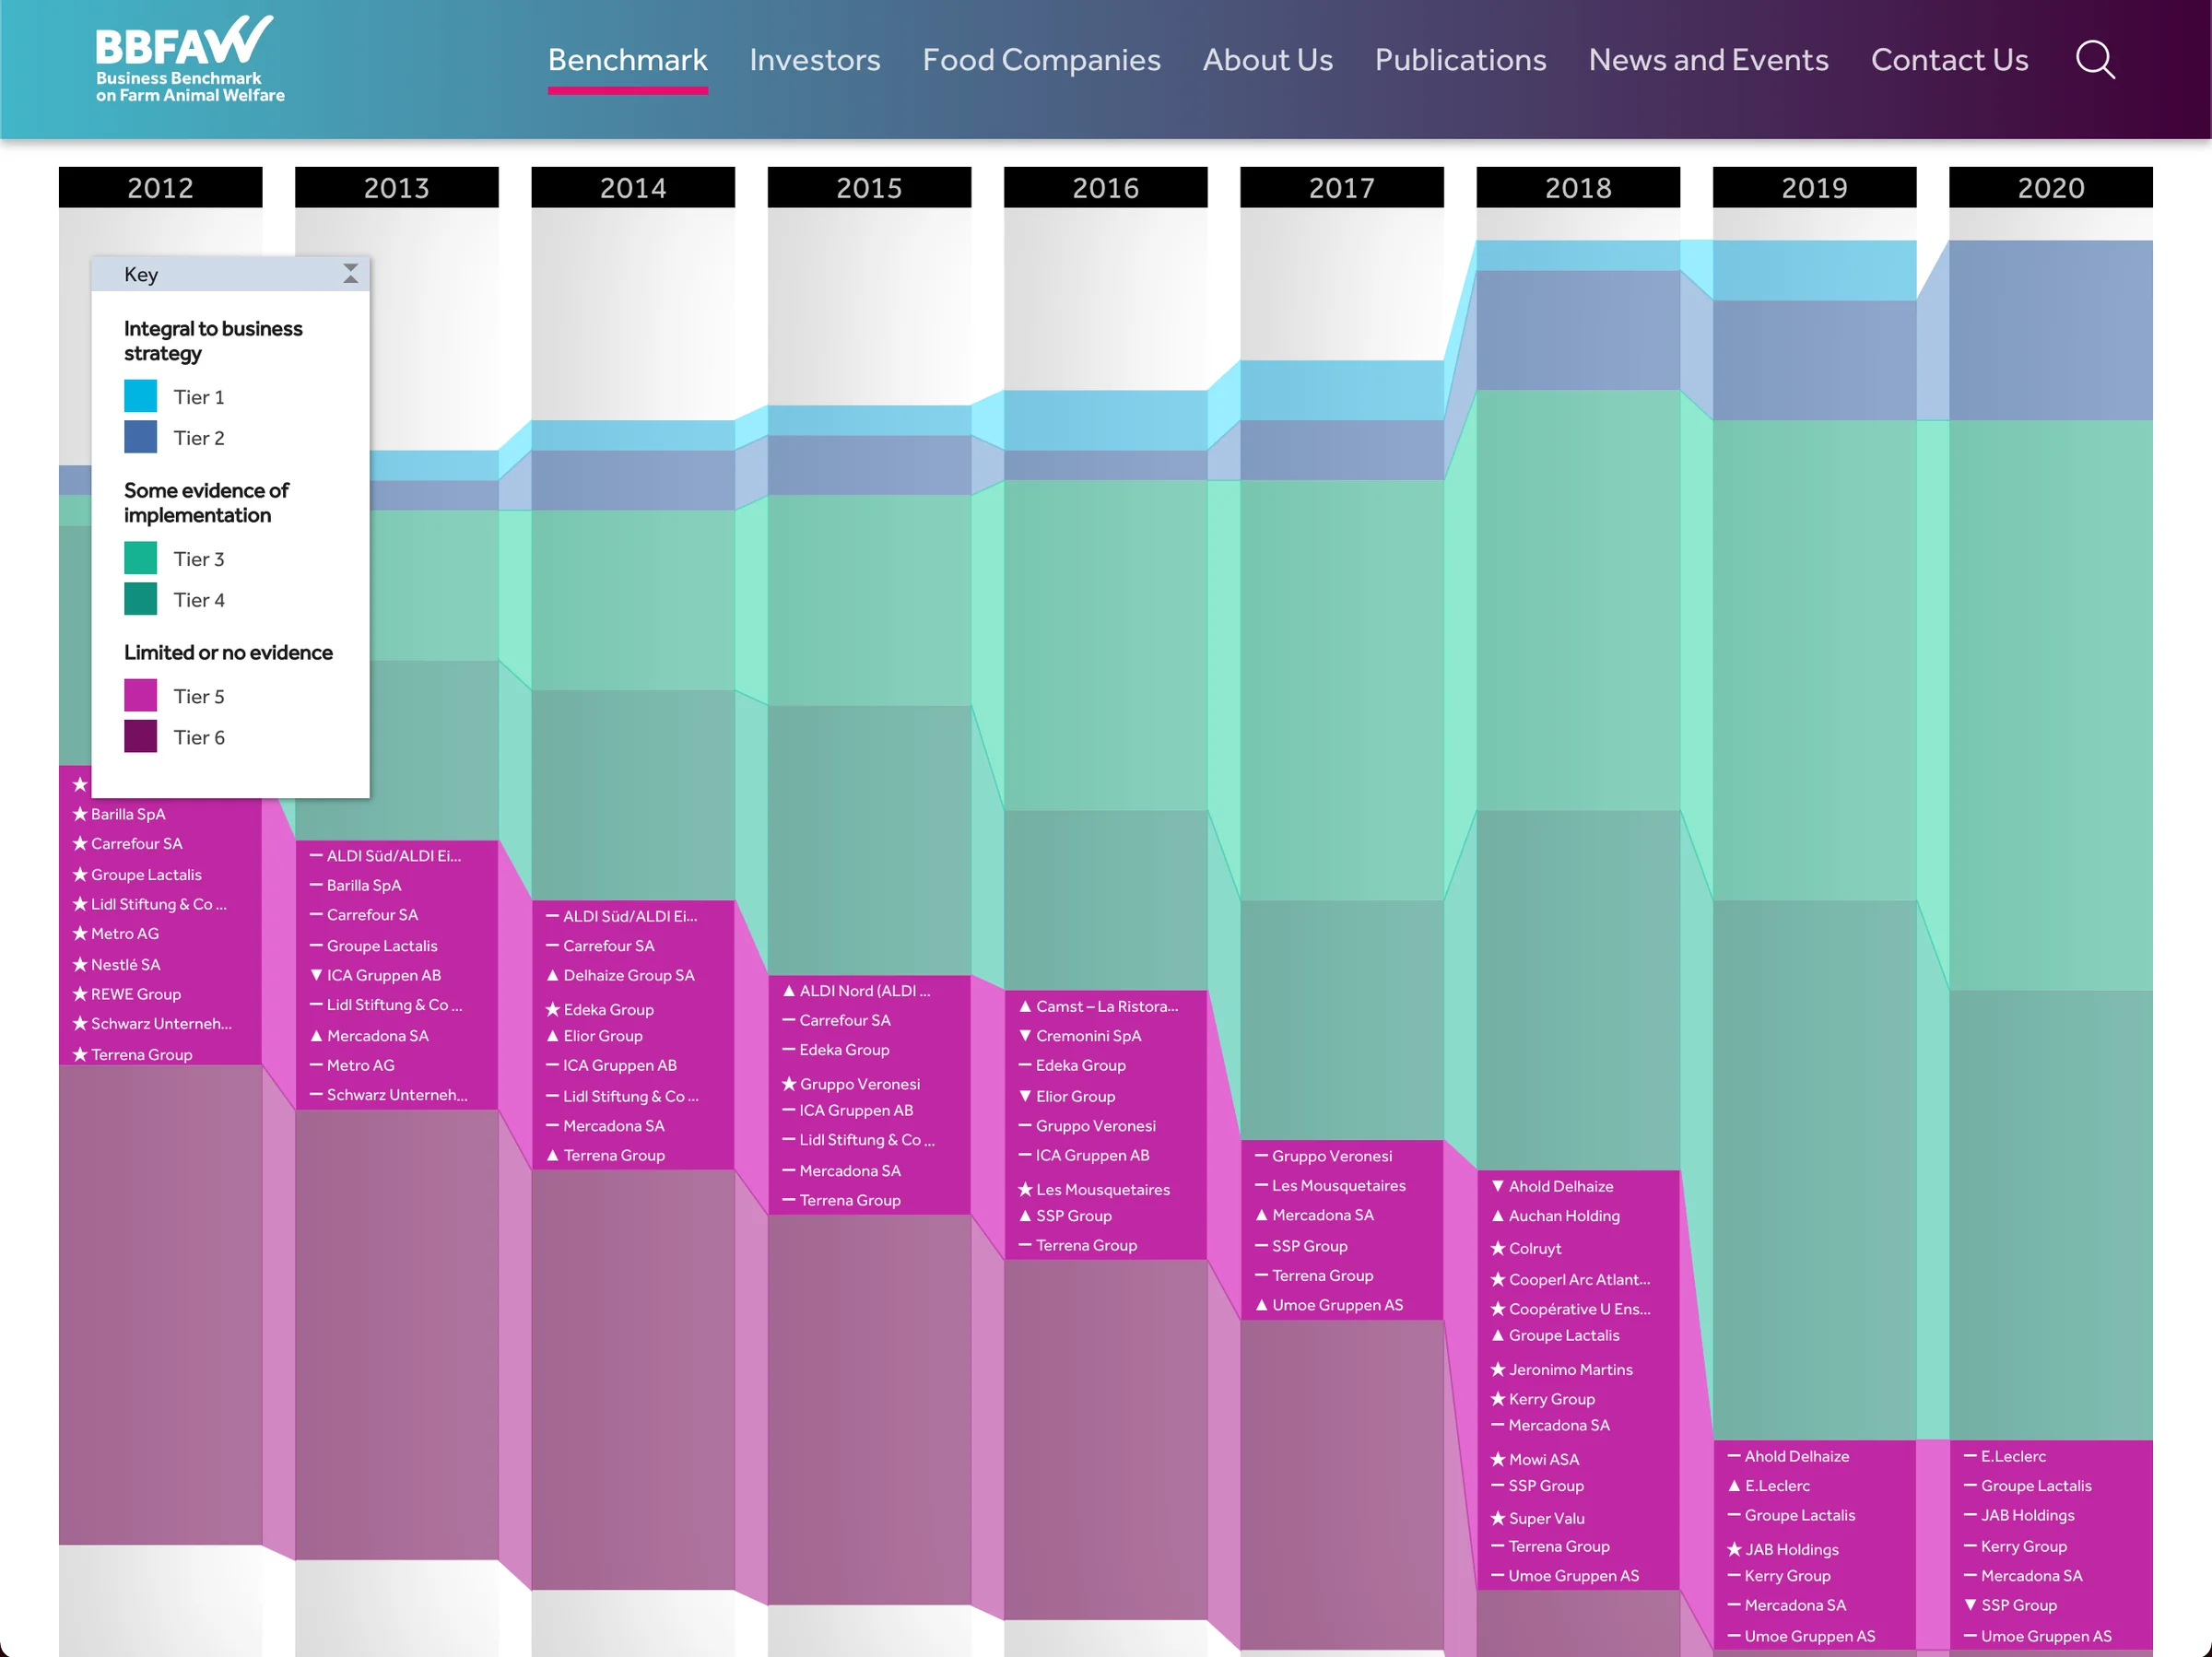 BBFAW
Business Benchmark
on Farm Animal Welfare
Benchmark
Investors
Food Companies
About Us
Publications
News and Events
Contact Us
2012
2013
2014
2015
2016
2017
2018
2019
2020
Key
Integral to business
strategy
Tier 1
Tier 2
Some evidence of
implementation
Tier 3
Tier 4
Limited or no evidence
Tier 5
Tier 6
★
★ Barilla SpA
★ Carrefour SA
★ Groupe Lactalis
★ Lidl Stiftung & Co ...
★ Metro AG
★ Nestlé SA
★ REWE Group
★ Schwarz Unterneh...
★ Terrena Group
– ALDI Süd/ALDI Ei...
– Barilla SpA
– Carrefour SA
– Groupe Lactalis
▼ ICA Gruppen AB
– Lidl Stiftung & Co ...
▲ Mercadona SA
– Metro AG
– Schwarz Unterneh...
– ALDI Süd/ALDI Ei...
– Carrefour SA
▲ Delhaize Group SA
★ Edeka Group
▲ Elior Group
– ICA Gruppen AB
– Lidl Stiftung & Co ...
– Mercadona SA
▲ Terrena Group
▲ ALDI Nord (ALDI ...
– Carrefour SA
– Edeka Group
★ Gruppo Veronesi
– ICA Gruppen AB
– Lidl Stiftung & Co ...
– Mercadona SA
– Terrena Group
▲ Camst – La Ristora...
▼ Cremonini SpA
– Edeka Group
▼ Elior Group
– Gruppo Veronesi
– ICA Gruppen AB
★ Les Mousquetaires
▲ SSP Group
– Terrena Group
– Gruppo Veronesi
– Les Mousquetaires
▲ Mercadona SA
– SSP Group
– Terrena Group
▲ Umoe Gruppen AS
▼ Ahold Delhaize
▲ Auchan Holding
★ Colruyt
★ Cooperl Arc Atlant...
★ Coopérative U Ens...
▲ Groupe Lactalis
★ Jeronimo Martins
★ Kerry Group
– Mercadona SA
★ Mowi ASA
– SSP Group
★ Super Valu
– Terrena Group
– Umoe Gruppen AS
– Ahold Delhaize
▲ E.Leclerc
– Groupe Lactalis
★ JAB Holdings
– Kerry Group
– Mercadona SA
– Umoe Gruppen AS
– E.Leclerc
– Groupe Lactalis
– JAB Holdings
– Kerry Group
– Mercadona SA
▼ SSP Group
– Umoe Gruppen AS